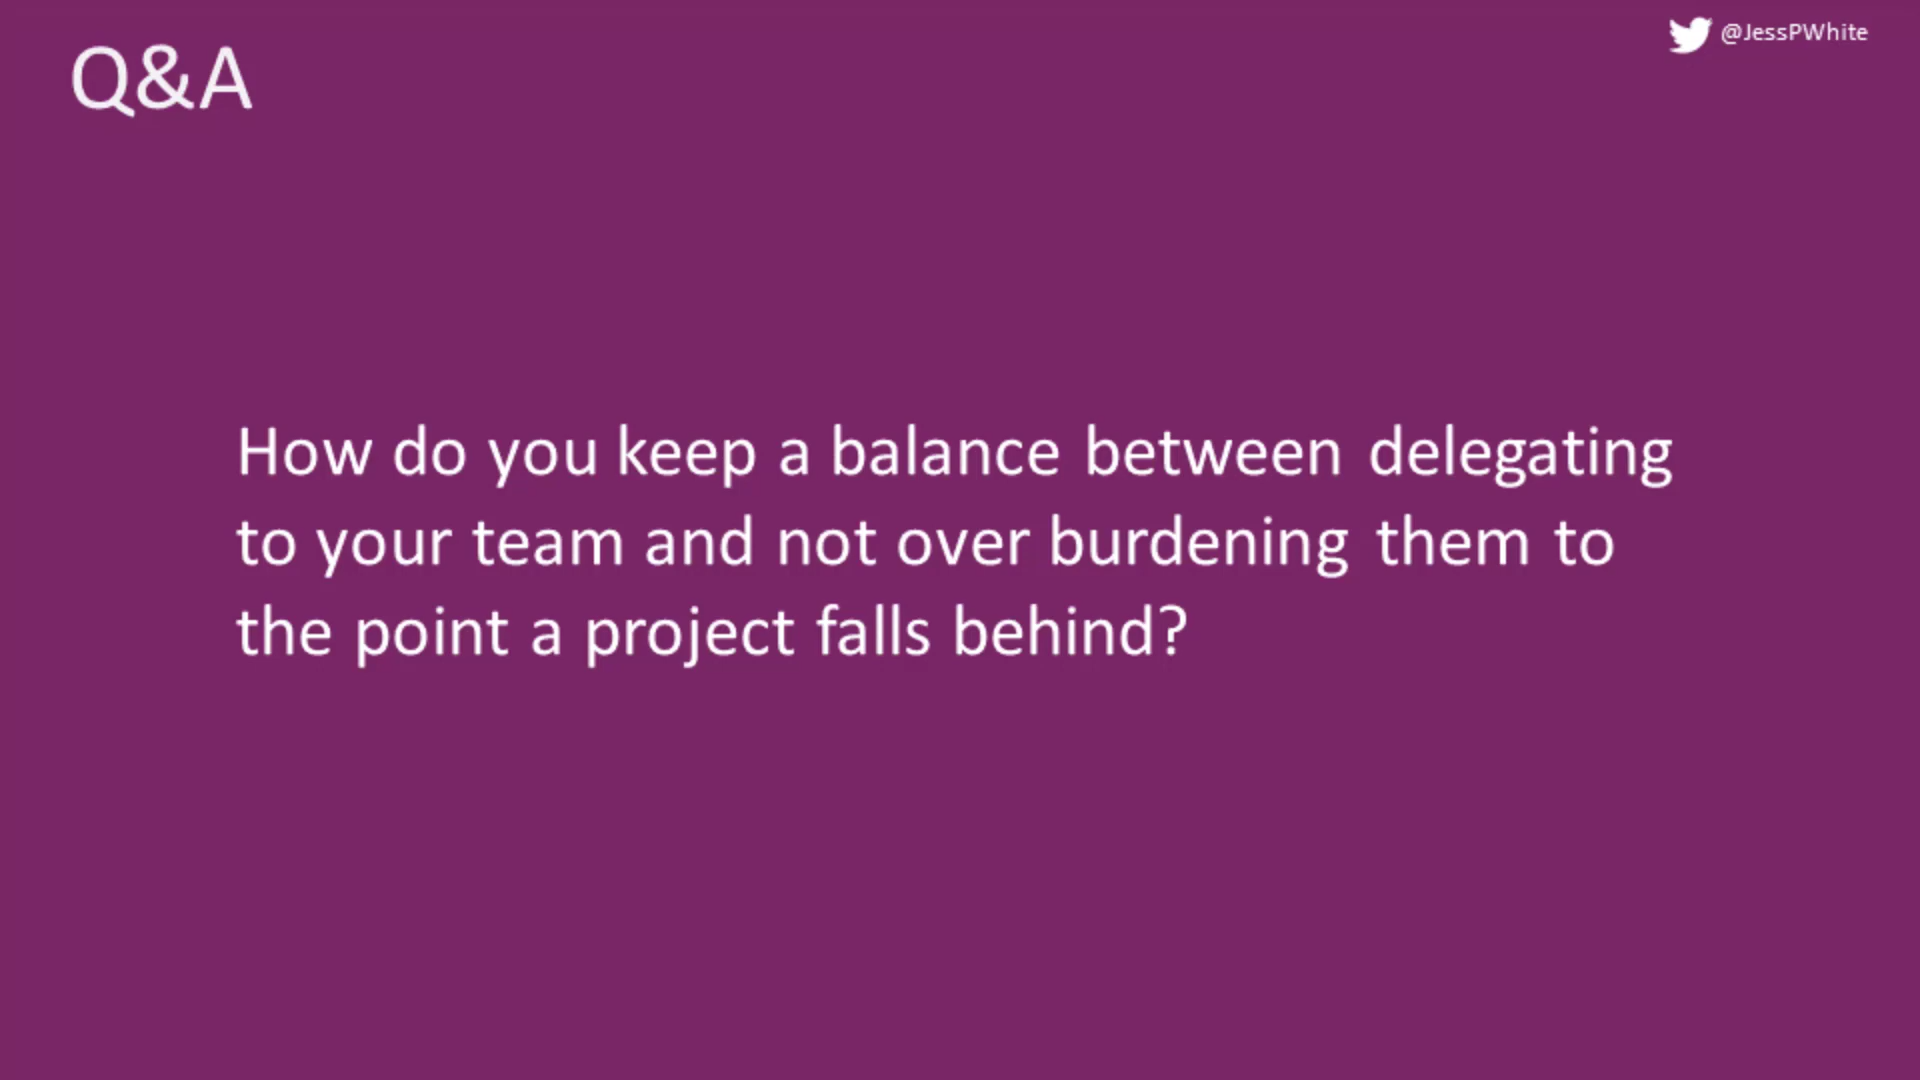 Q&A
@JessPWhite
How do you keep a balance between delegating
to your team and not over burdening them to
the point a project falls behind?